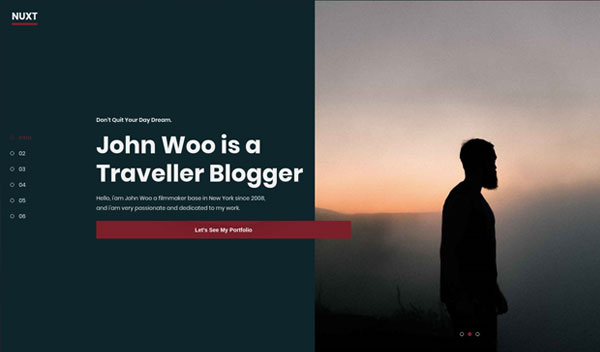 NUXT
Don't Quit Your Day Dream.
John Woo is a
Traveller Blogger
Hello, i'am John Woo a filmmaker base in New York since 2008,
and i'am very passionate and dedicated to my work.
Let's See My Portfolio
02
03
04
05
06